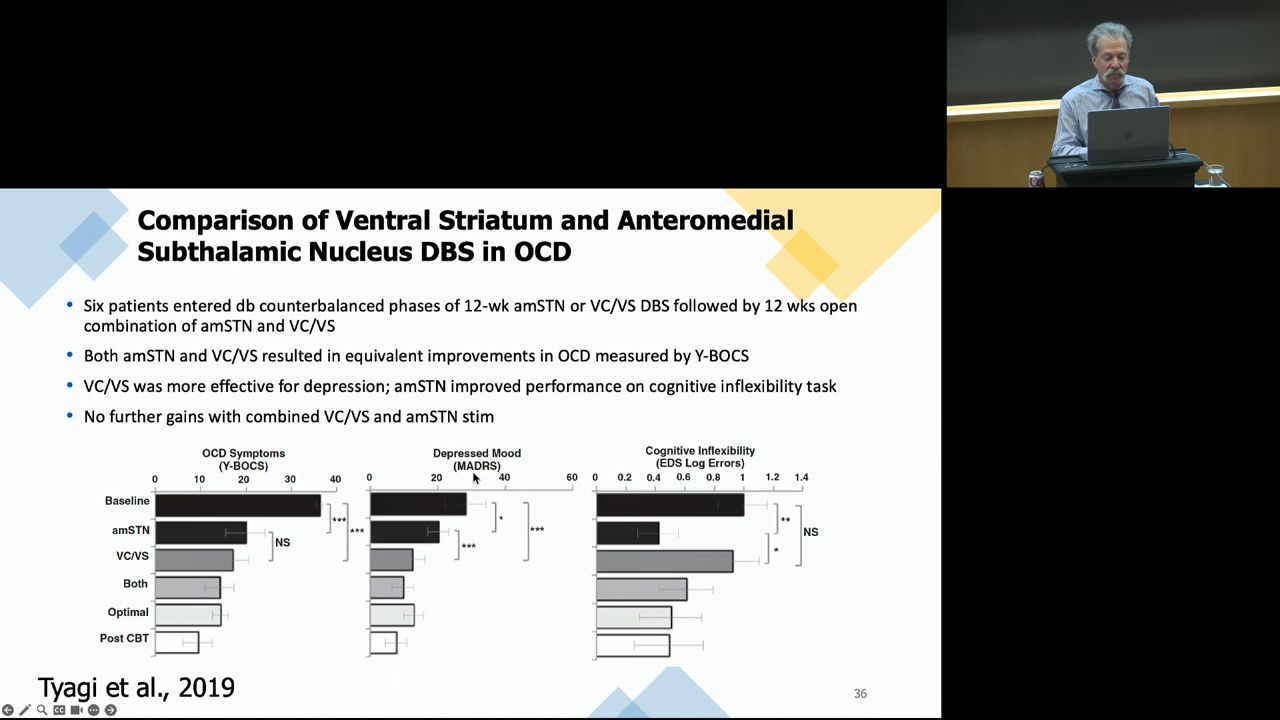 Comparison of Ventral Striatum and Anteromedial
Subthalamic Nucleus DBS in OCD
• Six patients entered db counterbalanced phases of 12-wk amSTN or VC/VS DBS followed by 12 wks open
combination of amSTN and VC/VS
• Both amSTN and VC/VS resulted in equivalent improvements in OCD measured by Y-BOCS
• VC/VS was more effective for depression; amSTN improved performance on cognitive inflexibility task
• No further gains with combined VC/VS and amSTN stim
OCD Symptoms
(Y-BOCS)
0 10 20 30 40
Baseline
amSTN
VC/VS
Both
Optimal
Post CBT
***
***
NS
Depressed Mood
(MADRS)
0 20 40 60
*
***
***
Cognitive Inflexibility
(EDS Log Errors)
0 0.2 0.4 0.6 0.8 1 1.2 1.4
**
*
NS
Tyagi et al., 2019
36